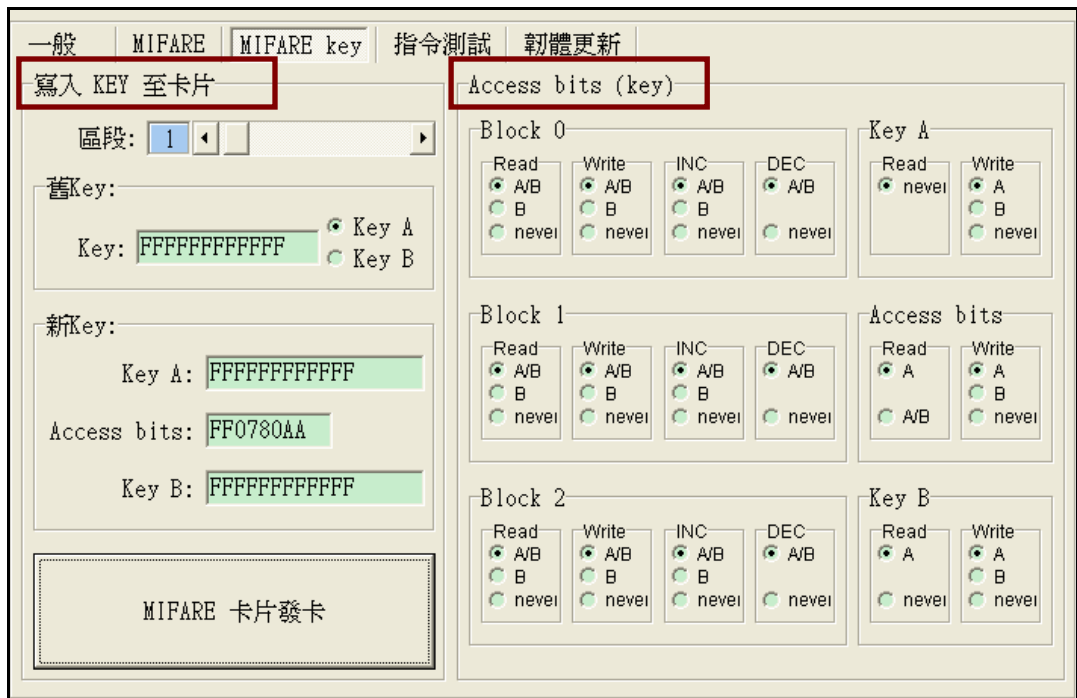 一般 MIFARE MIFARE key 指令測試 韌體更新
寫入 KEY 至卡片
區段: 1
舊Key:
Key: FFFFFFFFFFFF
Key A
Key B
新Key:
Key A: FFFFFFFFFFFF
Access bits: FF0780AA
Key B: FFFFFFFFFFFF
MIFARE 卡片發卡
Access bits (key)
Block 0
Read Write INC DEC
A/B A/B A/B A/B
B B B
never never never never
Key A
Read Write
never A
B
never
Block 1
Read Write INC DEC
A/B A/B A/B A/B
B B B
never never never never
Access bits
Read Write
A A
B
A/B never
Block 2
Read Write INC DEC
A/B A/B A/B A/B
B B B
never never never never
Key B
Read Write
A A
B
never never